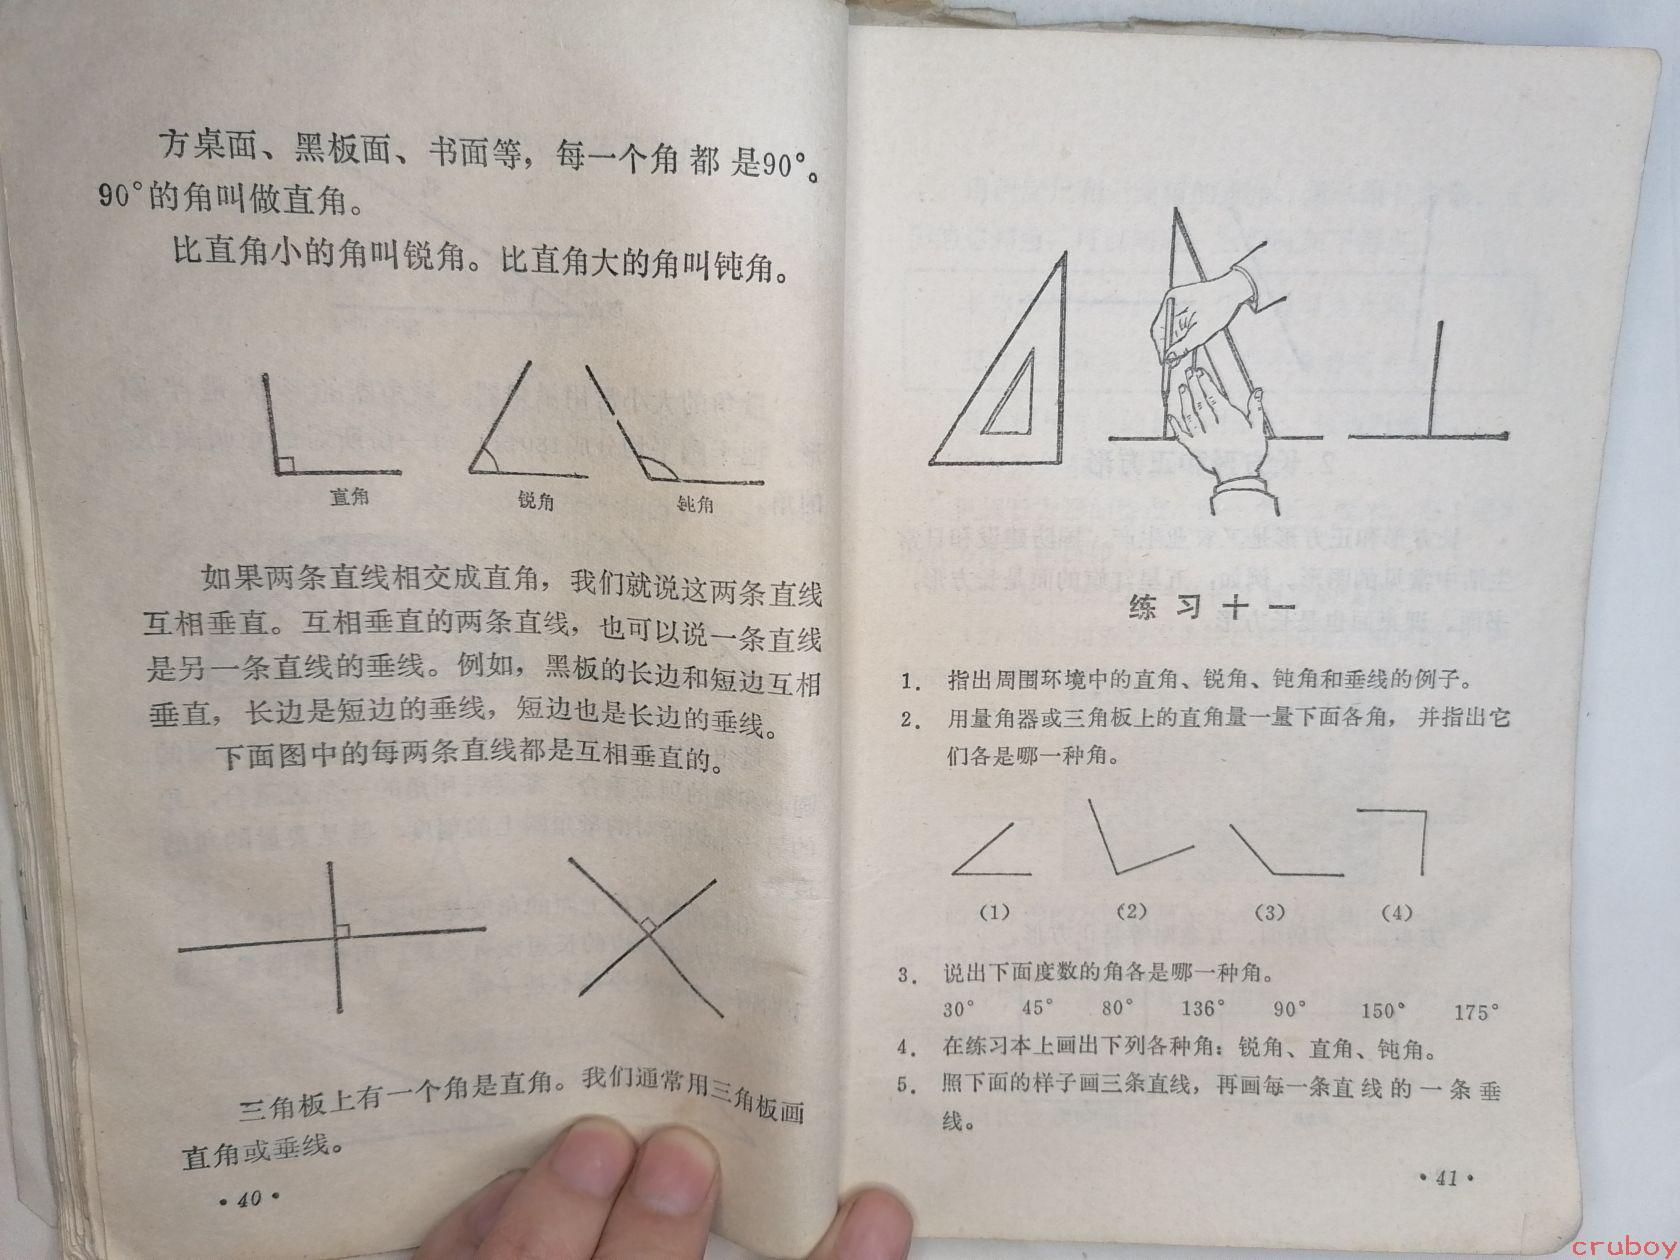 方桌面、黑板面、书面等，每一个角都是90°。
90°的角叫做直角。
比直角小的角叫锐角。比直角大的角叫钝角。
直角 锐角 钝角
如果两条直线相交成直角，我们就说这两条直线
互相垂直。互相垂直的两条直线，也可以说一条直线
是另一条直线的垂线。例如，黑板的长边和短边互相
垂直，长边是短边的垂线，短边也是长边的垂线。
下面图中的每两条直线都是互相垂直的。
三角板上有一个角是直角。我们通常用三角板画
直角或垂线。
·40·
练习十一
1. 指出周围环境中的直角、锐角、钝角和垂线的例子。
2. 用量角器或三角板上的直角量一量下面各角，并指出它
们各是哪一种角。
(1) (2) (3) (4)
3. 说出下面度数的角各是哪一种角。
30° 45° 80° 136° 90° 150° 175°
4. 在练习本上画出下列各种角：锐角、直角、钝角。
5. 照下面的样子画三条直线，再画每一条直线的一条垂
线。
·41·
cruboy